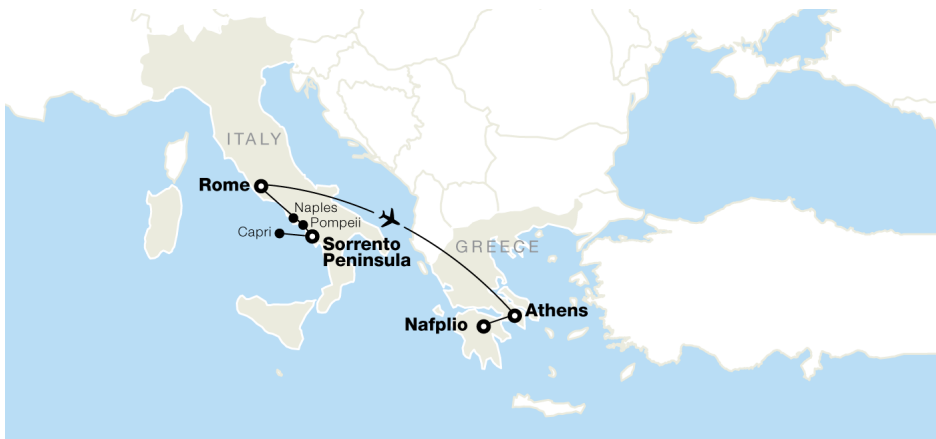 ITALY
Rome
Naples
Pompeii
Capri
Sorrento
Peninsula
GREECE
Athens
Nafplio